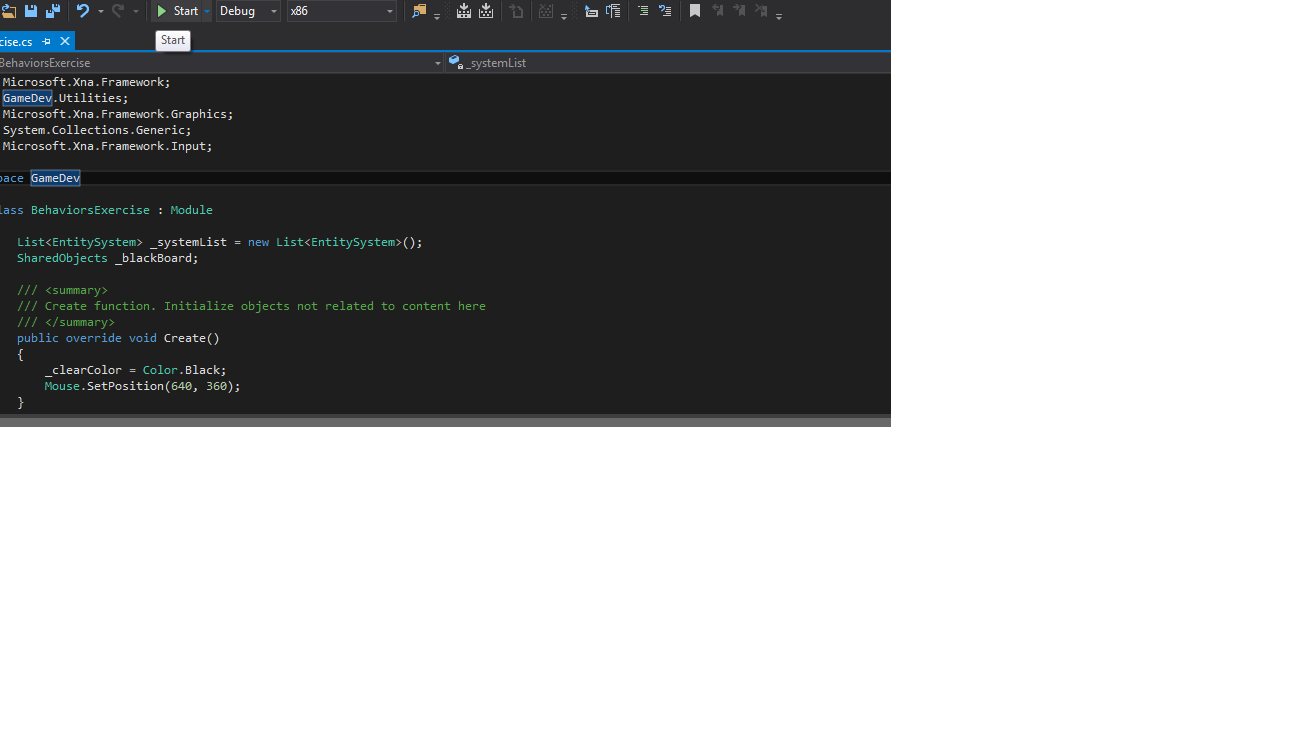 Start Debug x86
cise.cs
Start
BehaviorsExercise _systemList
Microsoft.Xna.Framework;
GameDev.Utilities;
Microsoft.Xna.Framework.Graphics;
System.Collections.Generic;
Microsoft.Xna.Framework.Input;
pace GameDev
lass BehaviorsExercise : Module
List<EntitySystem> _systemList = new List<EntitySystem>();
SharedObjects _blackBoard;
/// <summary>
/// Create function. Initialize objects not related to content here
/// </summary>
public override void Create()
{
_clearColor = Color.Black;
Mouse.SetPosition(640, 360);
}